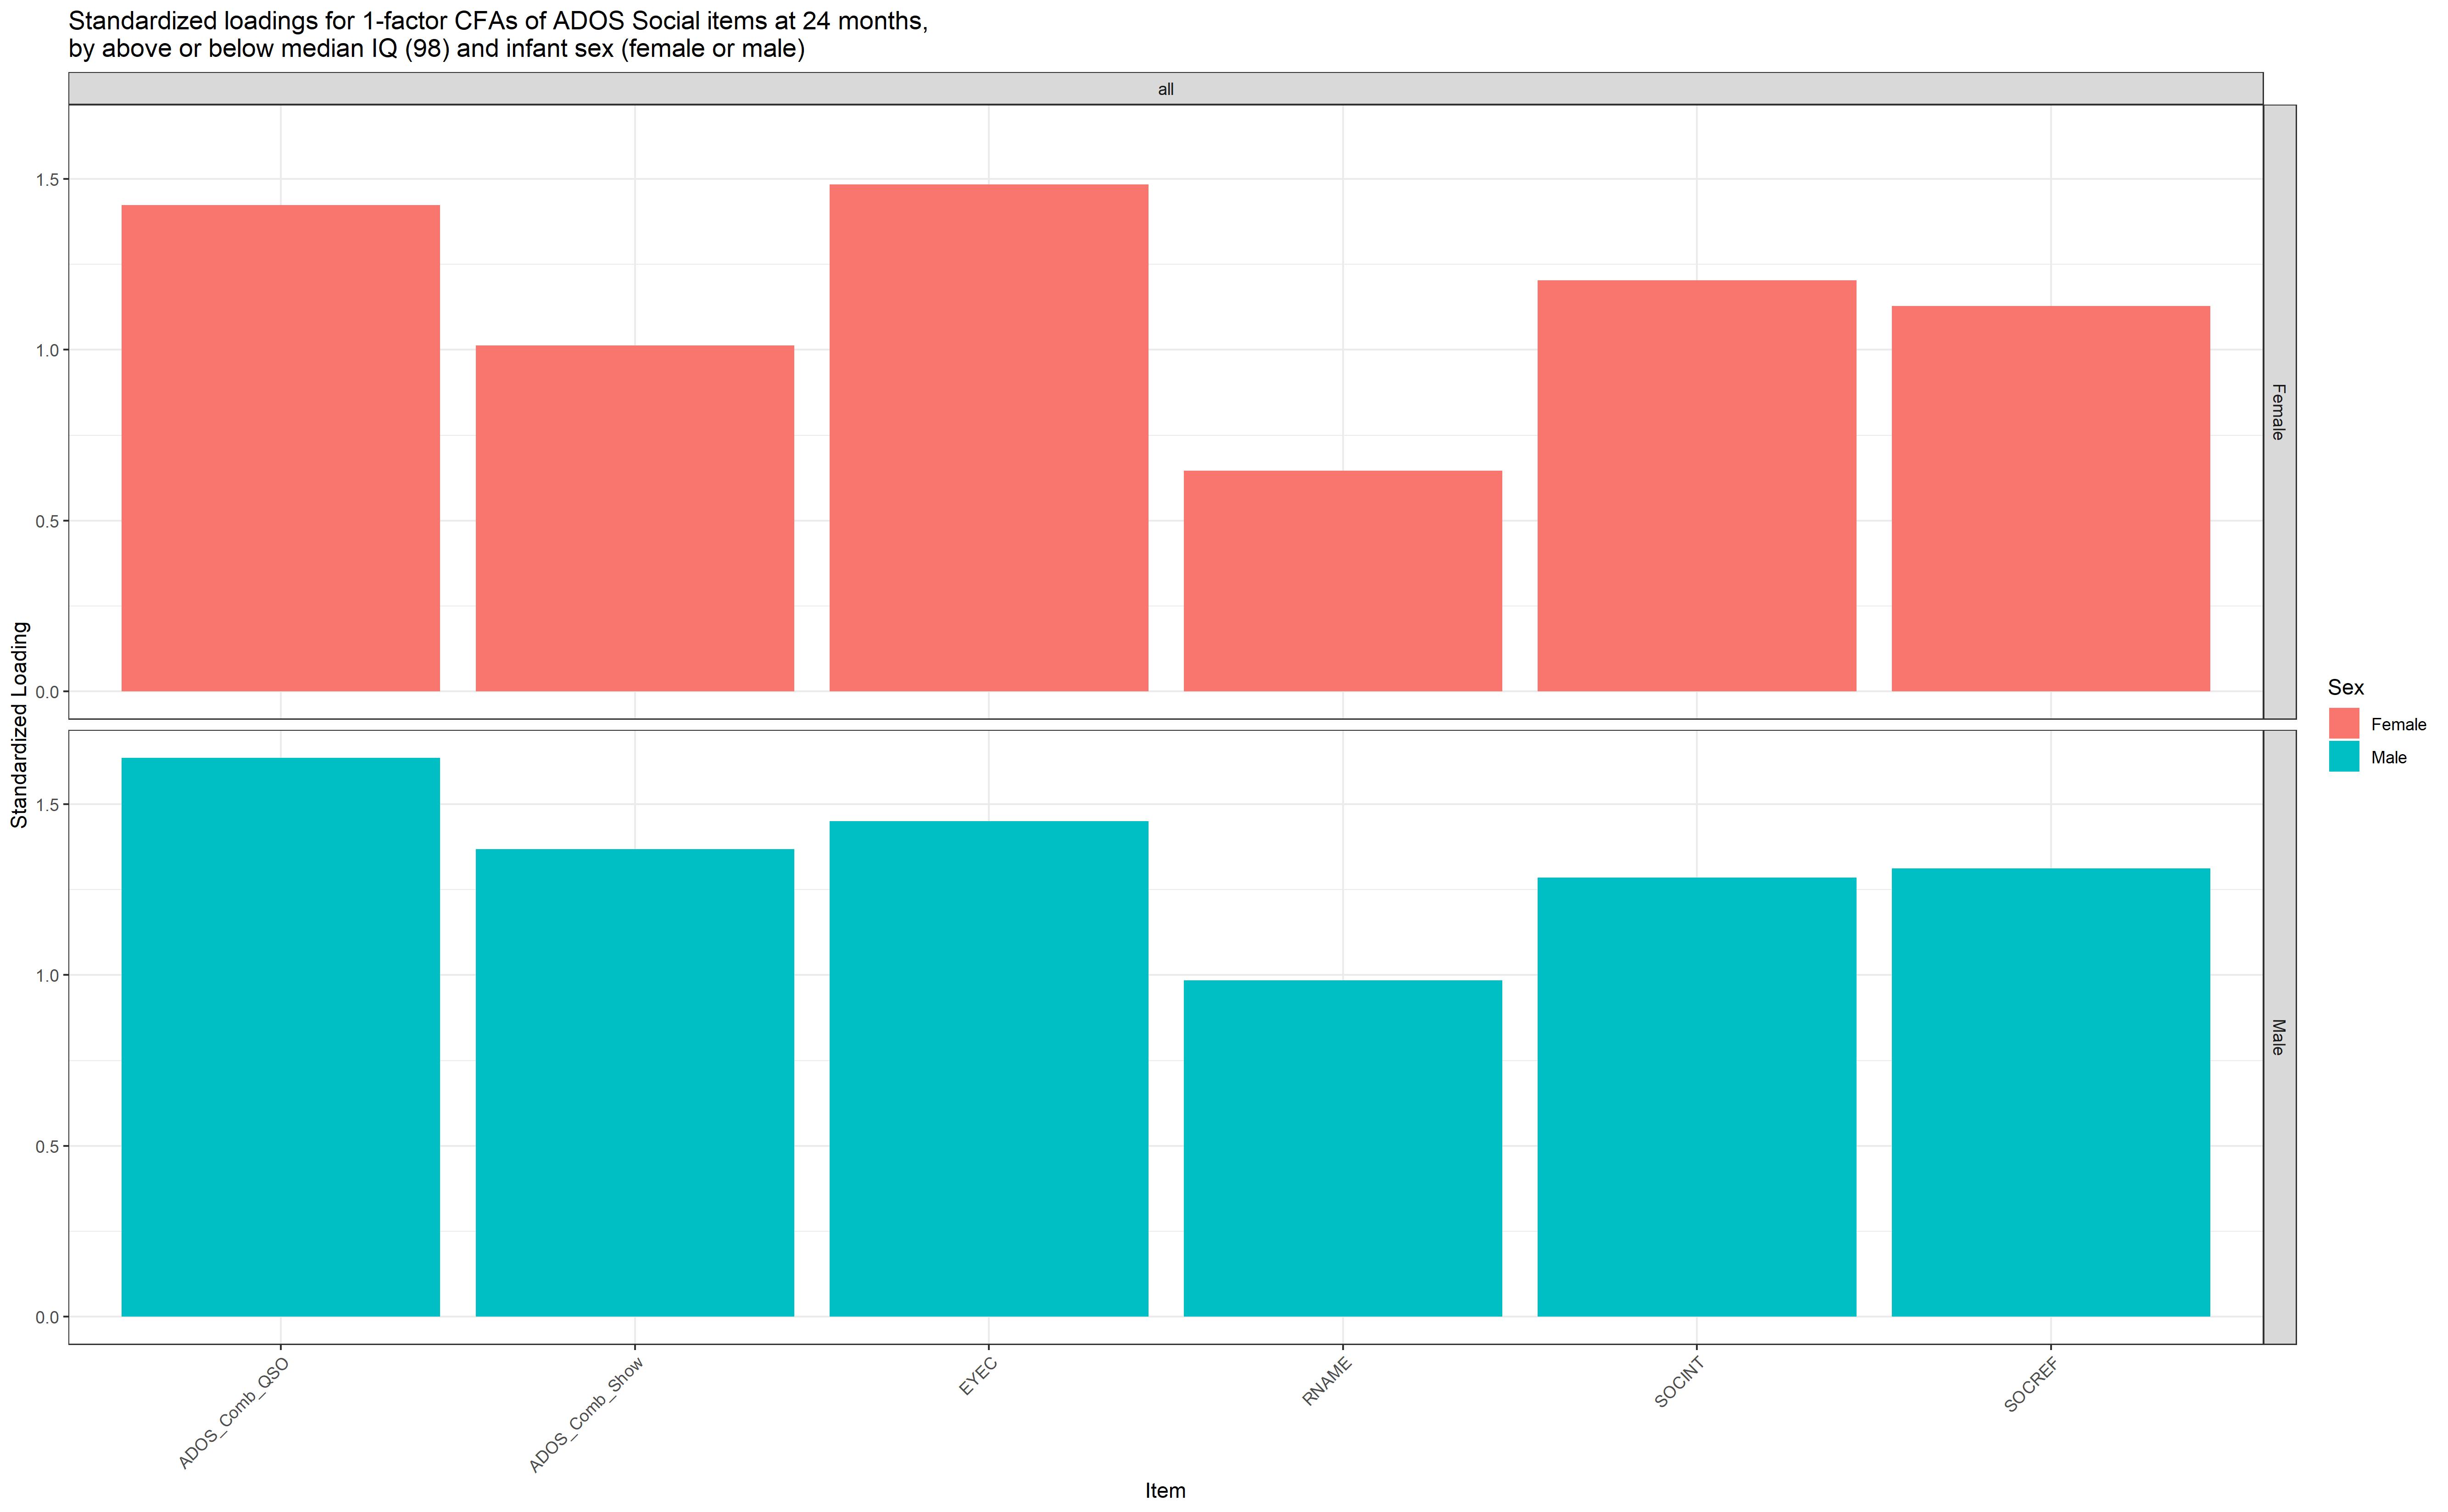 Standardized loadings for 1-factor CFAs of ADOS Social items at 24 months,
by above or below median IQ (98) and infant sex (female or male)
all
1.5
1.0
0.5
0.0
Female
Standardized Loading
1.5
1.0
0.5
0.0
Male
ADOS_Comb_QSO
ADOS_Comb_Show
EYEC
RNAME
SOCINT
SOCREF
Item
Sex
Female
Male